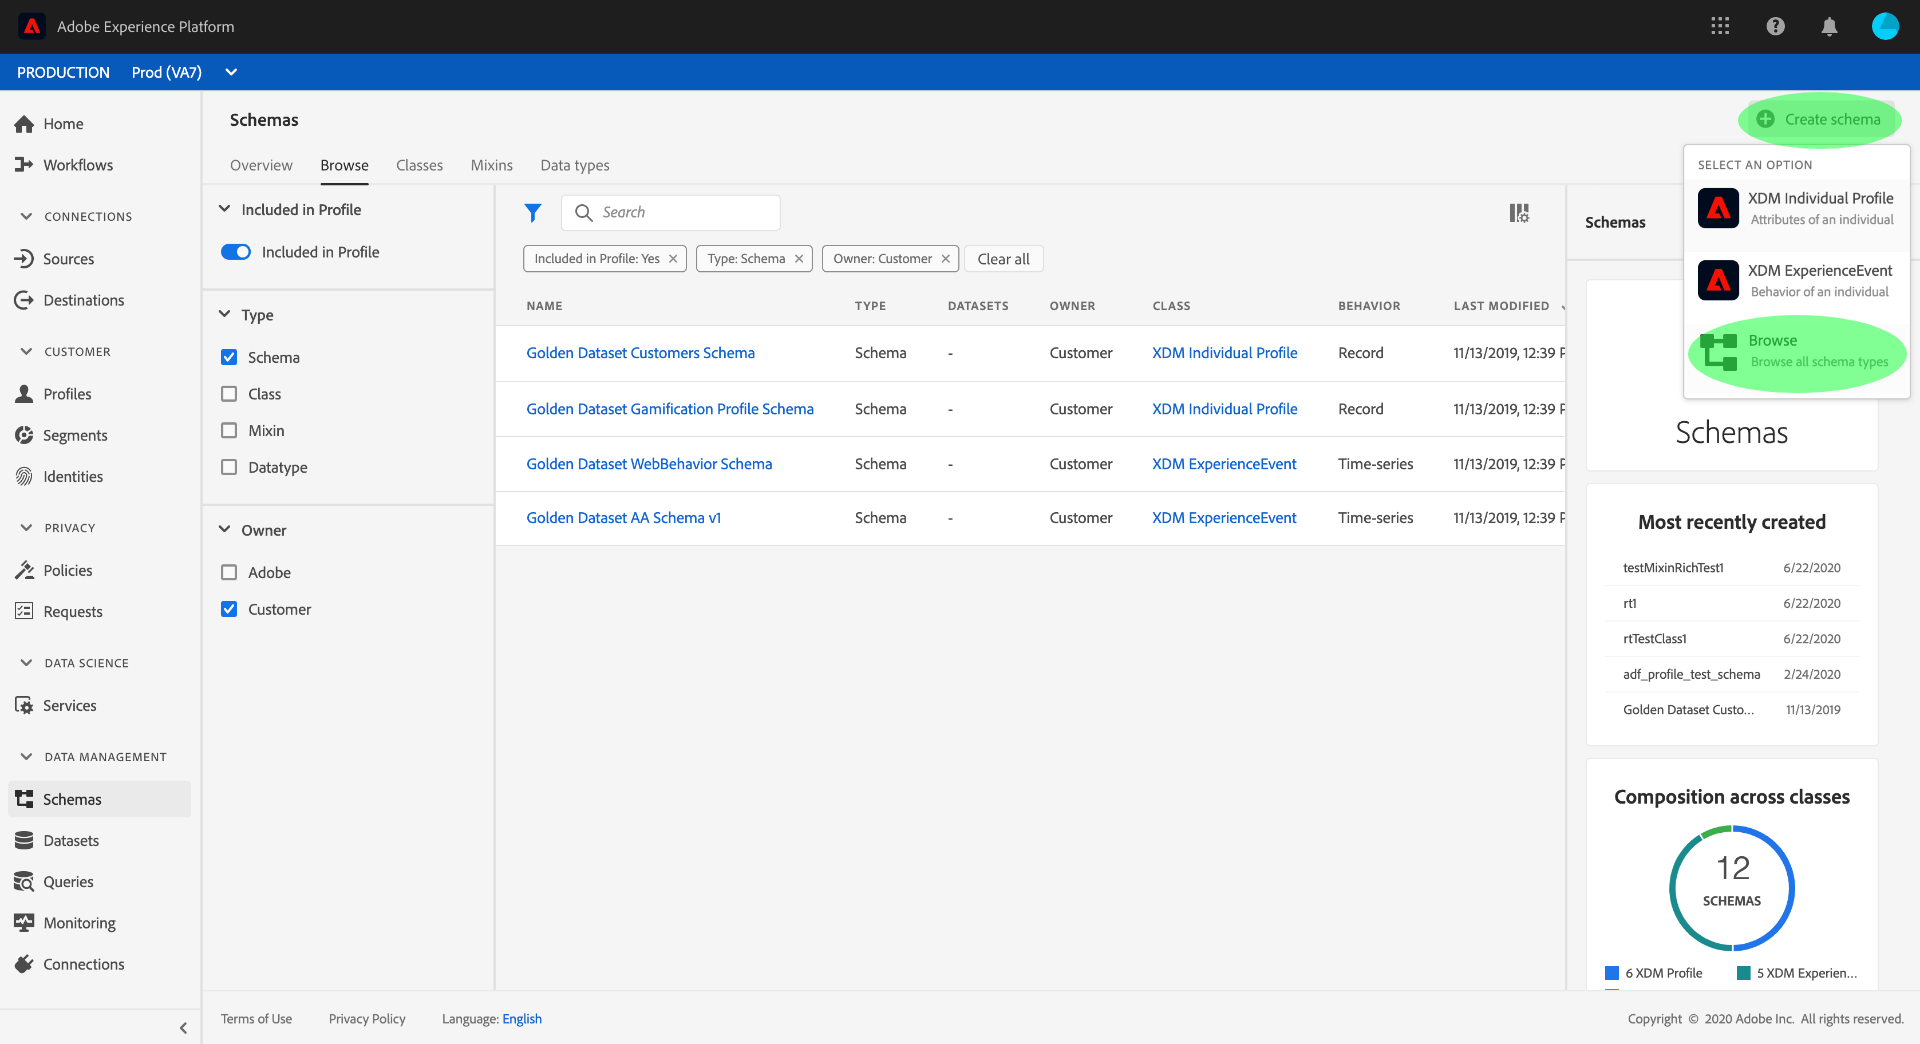 Adobe Experience Platform
PRODUCTION Prod (VA7)
Home
Workflows
CONNECTIONS
Sources
Destinations
CUSTOMER
Profiles
Segments
Identities
PRIVACY
Policies
Requests
DATA SCIENCE
Services
DATA MANAGEMENT
Schemas
Datasets
Queries
Monitoring
Connections
Schemas
Create schema
Overview Browse Classes Mixins Data types
Included in Profile
Included in Profile
Type
Schema
Class
Mixin
Datatype
Owner
Adobe
Customer
Search
Included in Profile: Yes Type: Schema Owner: Customer Clear all
NAME TYPE DATASETS OWNER CLASS BEHAVIOR LAST MODIFIED
Golden Dataset Customers Schema Schema - Customer XDM Individual Profile Record 11/13/2019, 12:39 P
Golden Dataset Gamification Profile Schema Schema - Customer XDM Individual Profile Record 11/13/2019, 12:39 P
Golden Dataset WebBehavior Schema Schema - Customer XDM ExperienceEvent Time-series 11/13/2019, 12:39 P
Golden Dataset AA Schema v1 Schema - Customer XDM ExperienceEvent Time-series 11/13/2019, 12:39 P
SELECT AN OPTION
XDM Individual Profile
Attributes of an individual
XDM ExperienceEvent
Behavior of an individual
Browse
Browse all schema types
Schemas
Schemas
Most recently created
testMixinRichTest1 6/22/2020
rt1 6/22/2020
rtTestClass1 6/22/2020
adf_profile_test_schema 2/24/2020
Golden Dataset Custo... 11/13/2019
Composition across classes
12
SCHEMAS
6 XDM Profile 5 XDM Experien...
Terms of Use Privacy Policy Language: English
Copyright © 2020 Adobe Inc. All rights reserved.